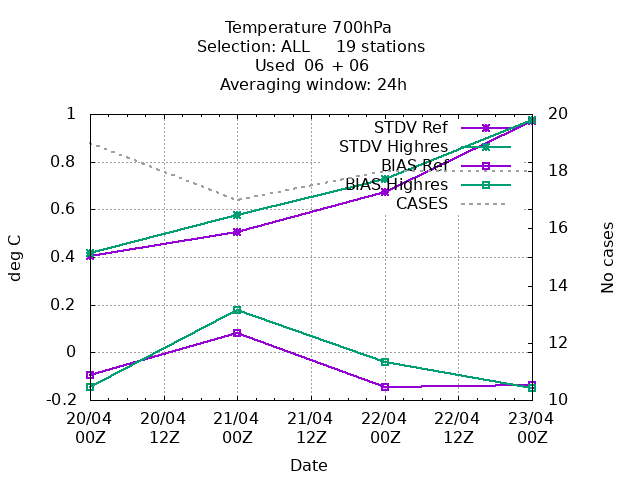 Temperature 700hPa
Selection: ALL     19 stations
Used  06 + 06
Averaging window: 24h
STDV Ref
STDV Highres
BIAS Ref
BIAS Highres
CASES
1
0.8
0.6
0.4
0.2
0
-0.2
deg C
20
18
16
14
12
10
No cases
20/04 20/04 21/04 21/04 22/04 22/04 23/04
00Z 12Z 00Z 12Z 00Z 12Z 00Z
Date